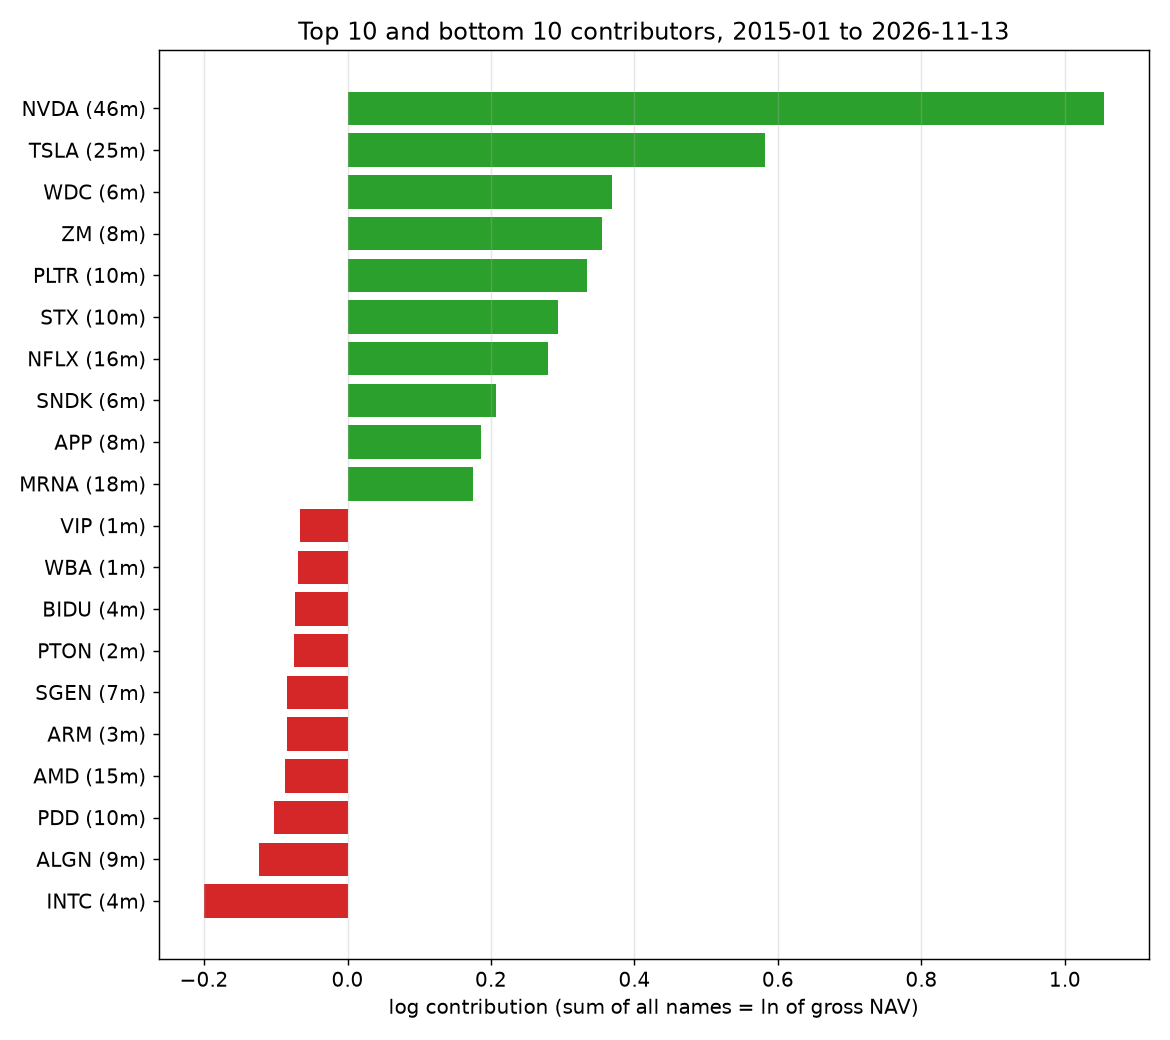 Top 10 and bottom 10 contributors, 2015-01 to 2026-11-13
NVDA (46m)
TSLA (25m)
WDC (6m)
ZM (8m)
PLTR (10m)
STX (10m)
NFLX (16m)
SNDK (6m)
APP (8m)
MRNA (18m)
VIP (1m)
WBA (1m)
BIDU (4m)
PTON (2m)
SGEN (7m)
ARM (3m)
AMD (15m)
PDD (10m)
ALGN (9m)
INTC (4m)
−0.2 0.0 0.2 0.4 0.6 0.8 1.0
log contribution (sum of all names = ln of gross NAV)